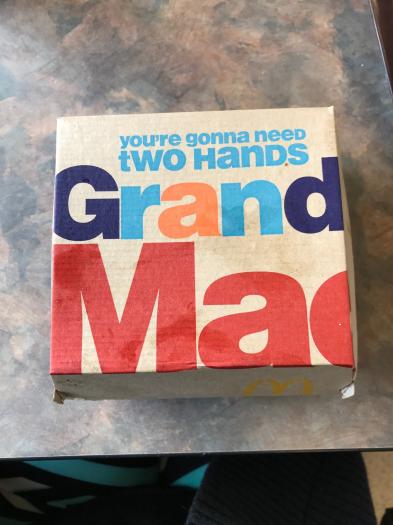 you're gonna need
two Hands
Grand
Mac